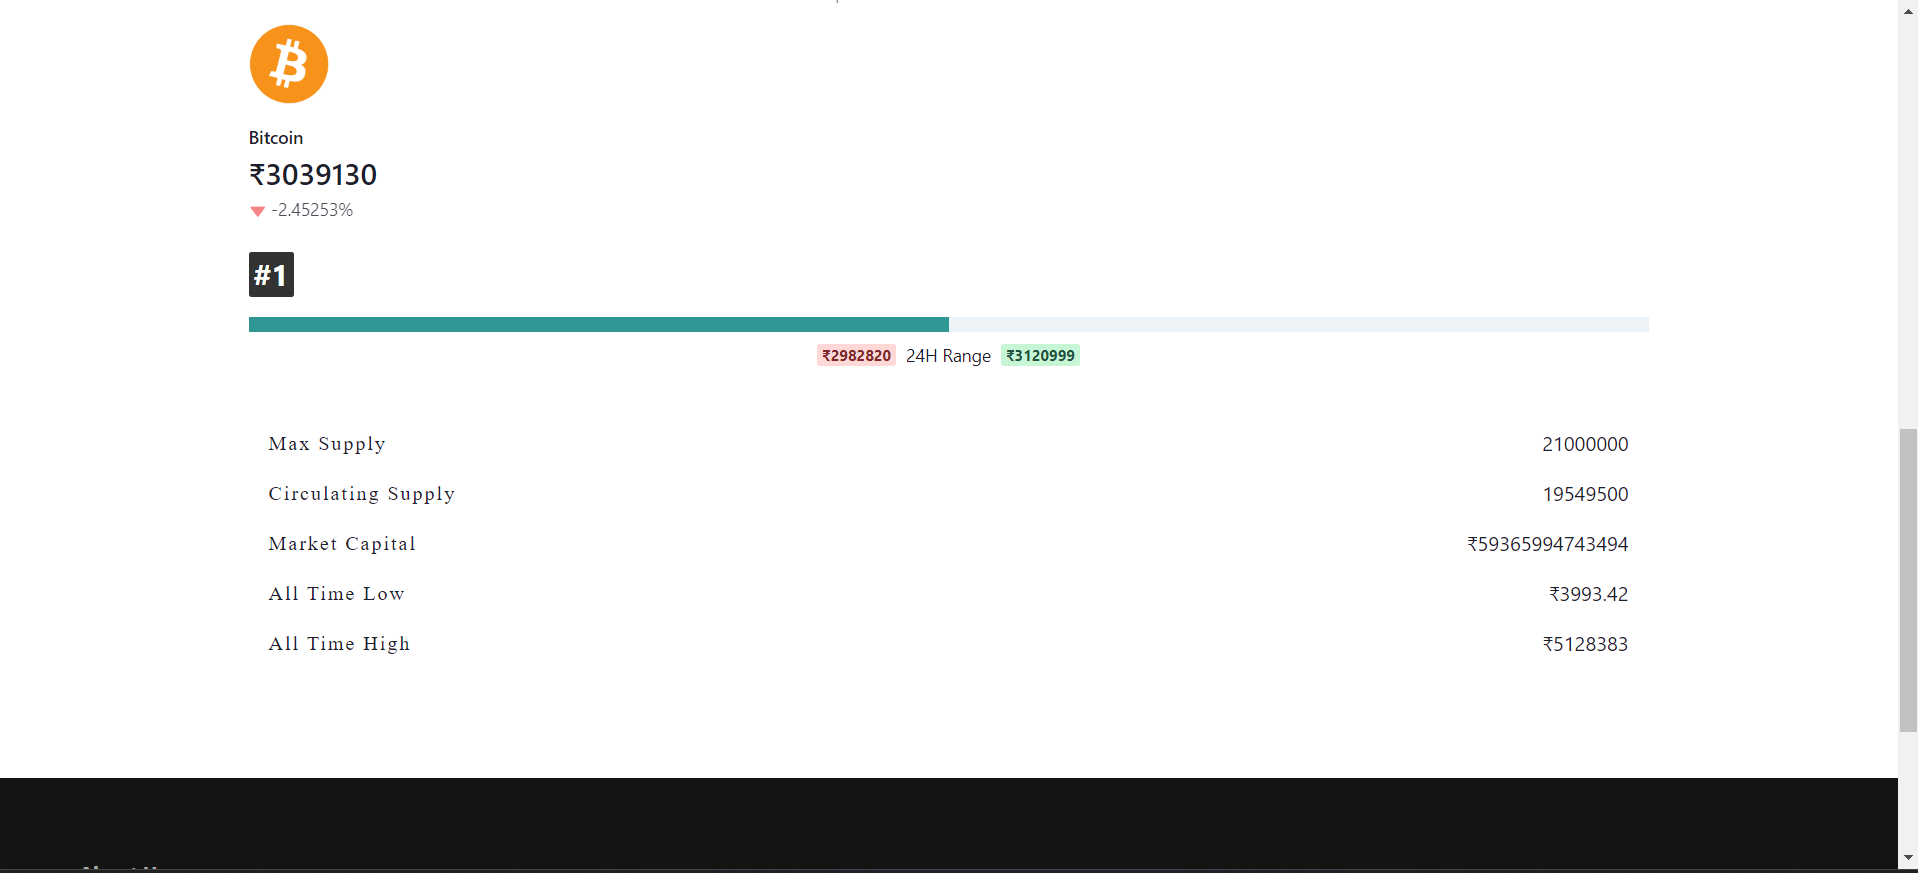 Bitcoin
₹3039130
-2.45253%
#1
₹2982820 24H Range ₹3120999
Max Supply 21000000
Circulating Supply 19549500
Market Capital ₹59365994743494
All Time Low ₹3993.42
All Time High ₹5128383